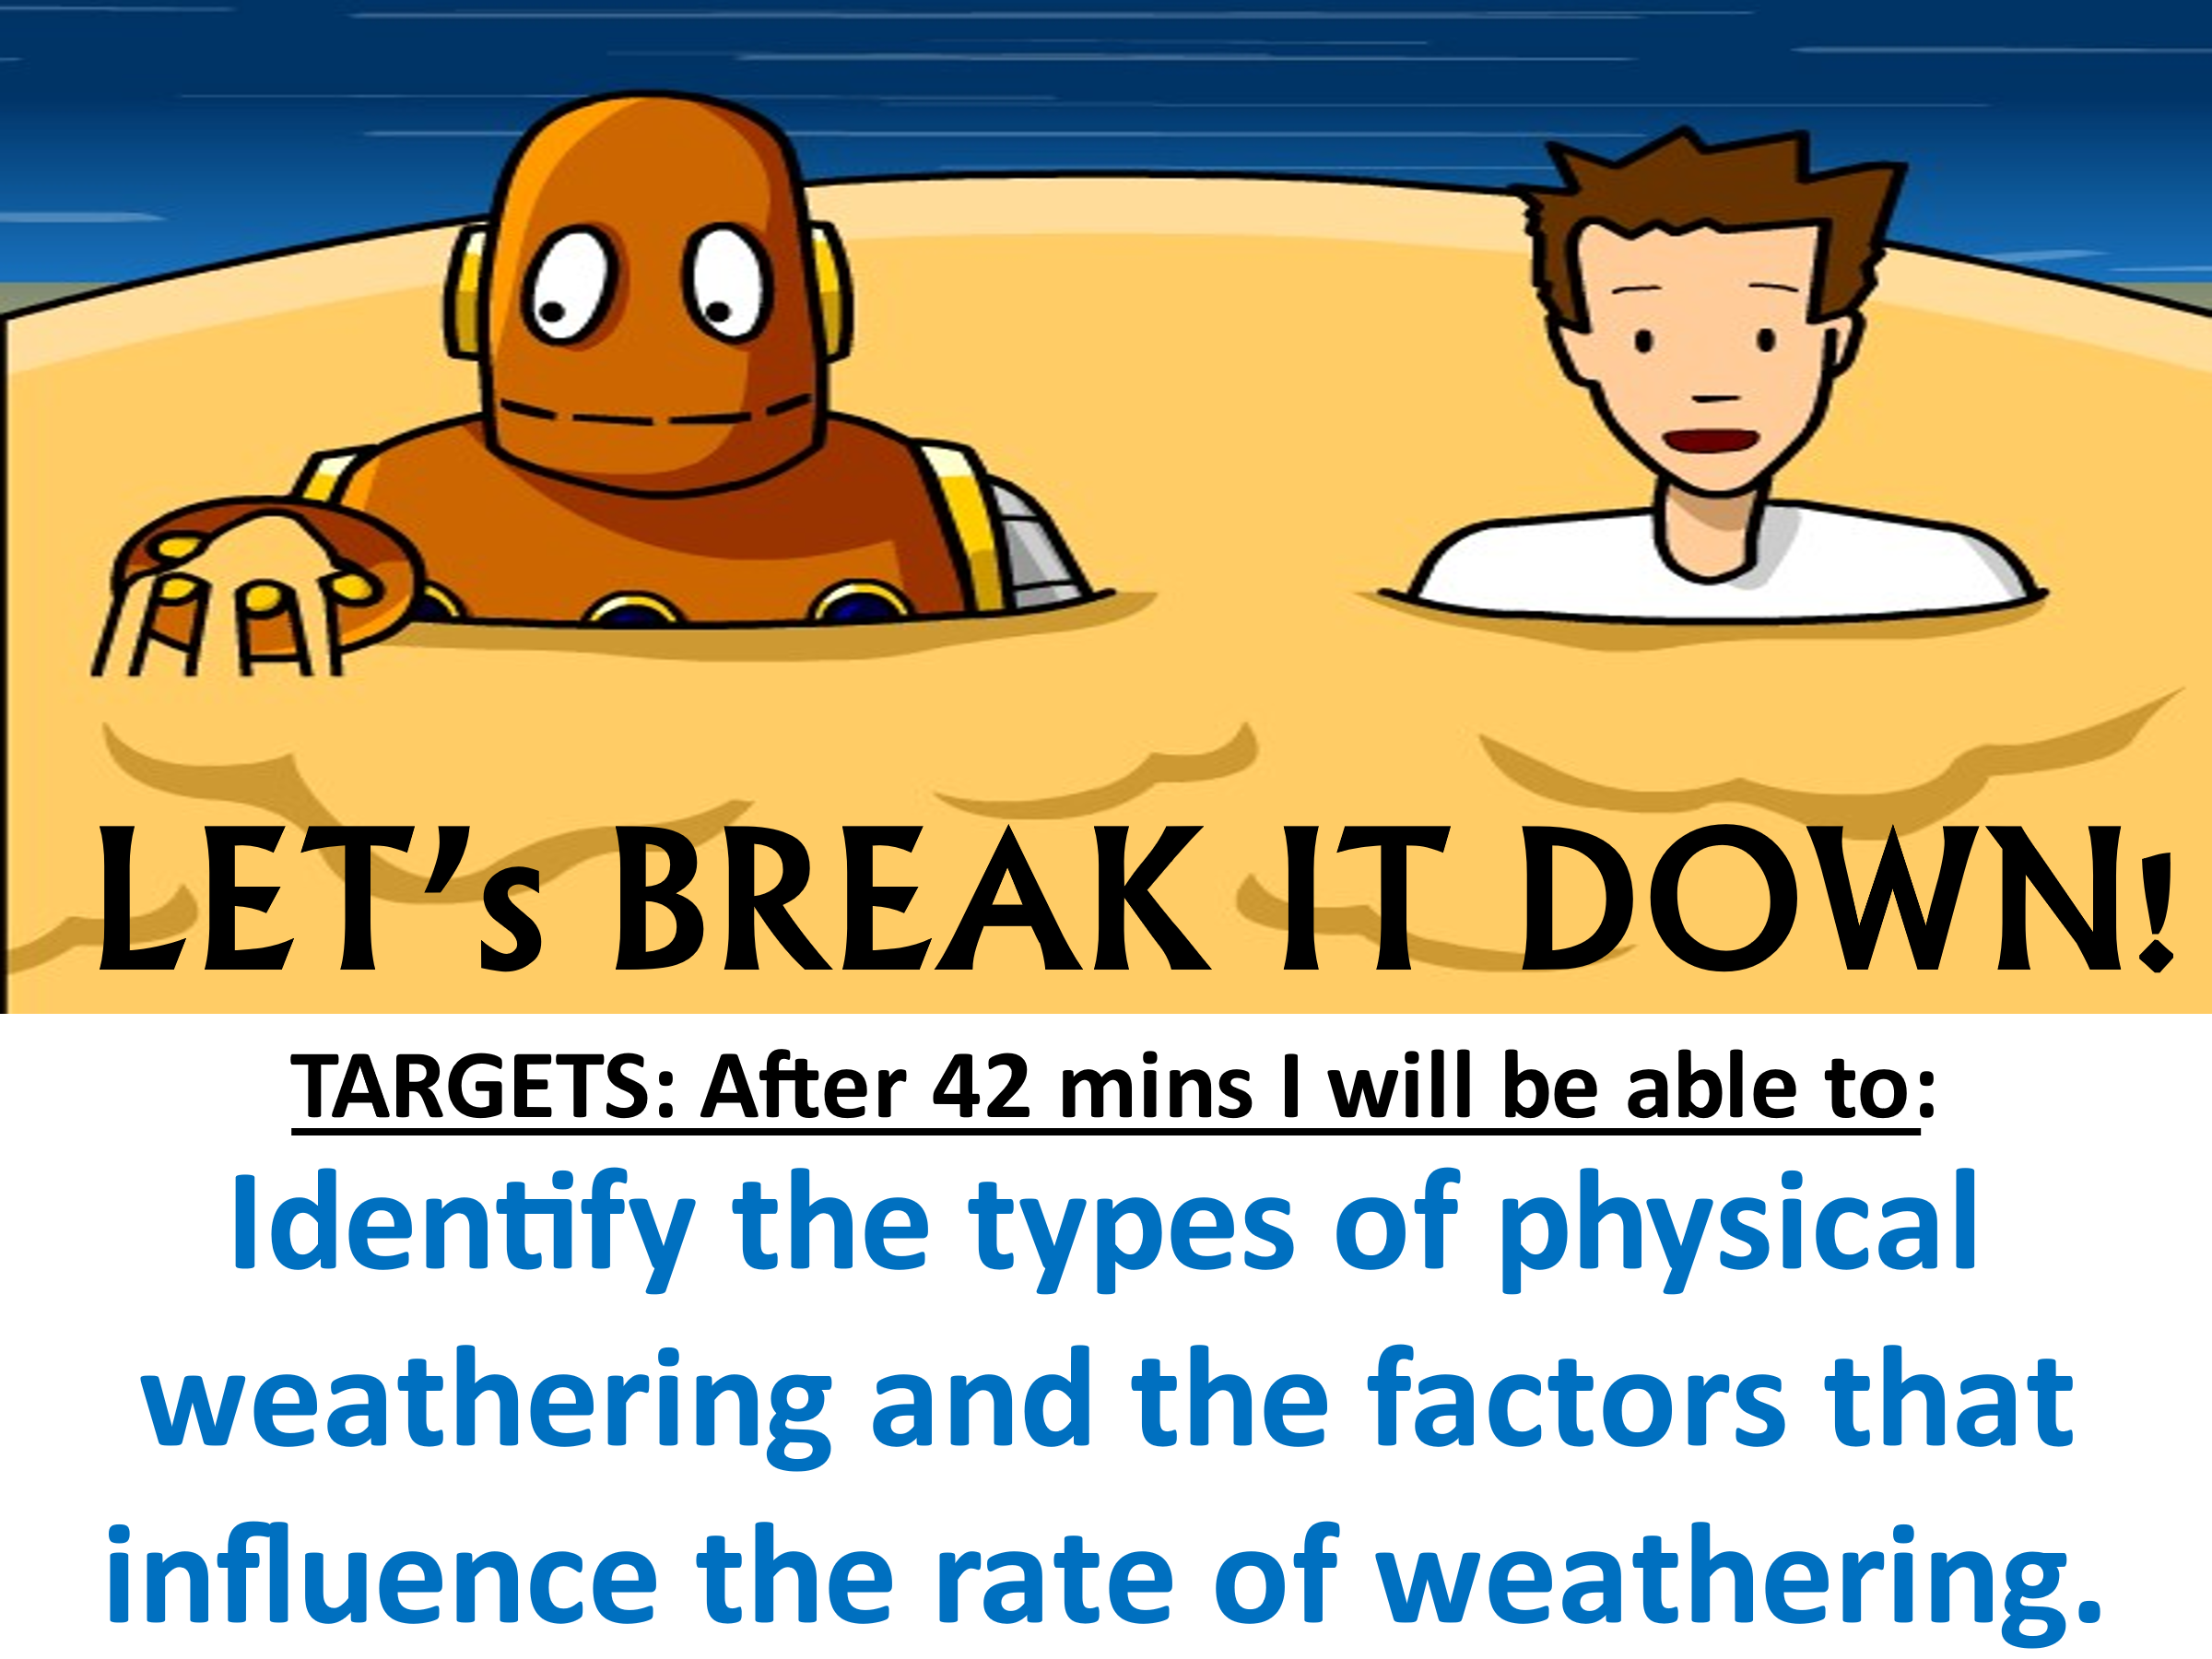 LET’s BREAK IT DOWN!
TARGETS: After 42 mins I will be able to:
Identify the types of physical
weathering and the factors that
influence the rate of weathering.